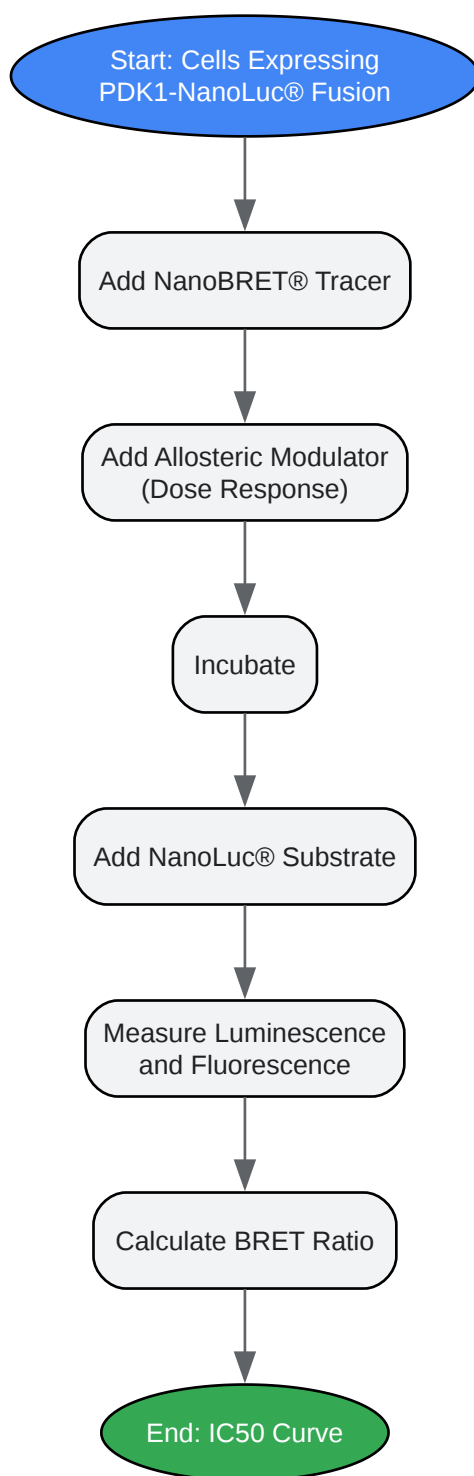 Start: Cells Expressing
PDK1-NanoLuc® Fusion
Add NanoBRET® Tracer
Add Allosteric Modulator
(Dose Response)
Incubate
Add NanoLuc® Substrate
Measure Luminescence
and Fluorescence
Calculate BRET Ratio
End: IC50 Curve